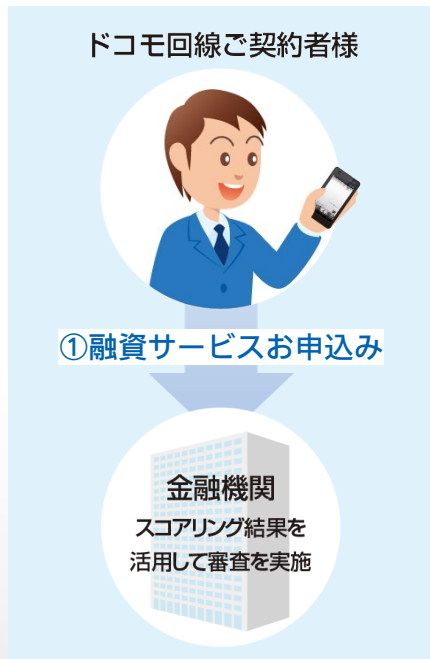 ドコモ回線ご契約者様
①融資サービスお申込み
金融機関
スコアリング結果を
活用して審査を実施